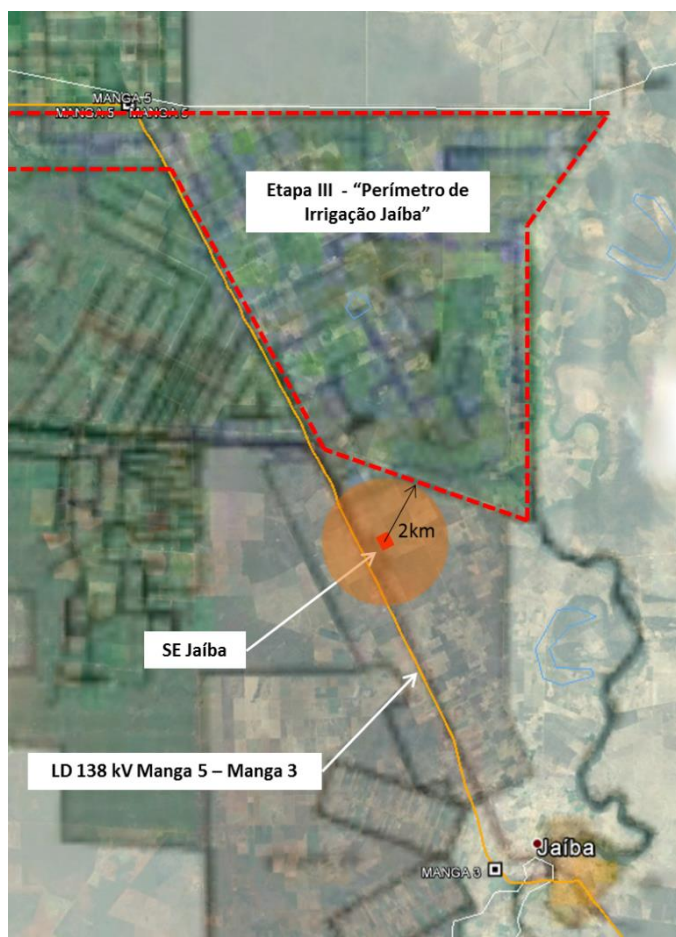 MANGA 5
MANGA 5 MANGA 5
Etapa III - “Perímetro de
Irrigação Jaíba”
2km
SE Jaíba
LD 138 kV Manga 5 – Manga 3
Jaíba
MANGA 3